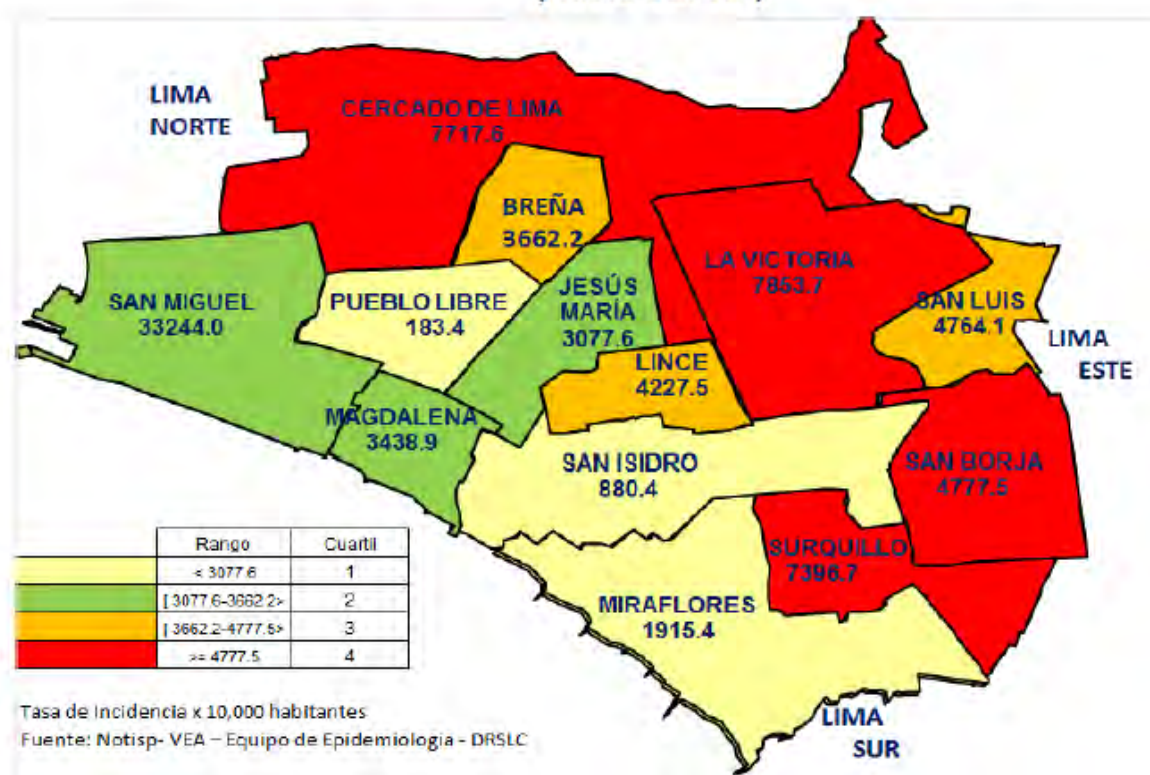 LIMA
NORTE
CERCADO DE LIMA
7717.6
BREÑA
3662.2
LA VICTORIA
7853.7
SAN MIGUEL
33244.0
PUEBLO LIBRE
183.4
JESÚS
MARÍA
3077.6
SAN LUIS
4764.1
LIMA
ESTE
LINCE
4227.5
MAGDALENA
3438.9
SAN ISIDRO
880.4
SAN BORJA
4777.5
SURQUILLO
7396.7
MIRAFLORES
1915.4
LIMA
SUR
Rango Cuartil
< 3077.6 1
[ 3077.6-3662.2> 2
[ 3662.2-4777.5> 3
>= 4777.5 4
Tasa de Incidencia x 10,000 habitantes
Fuente: Notisp- VEA – Equipo de Epidemiologia - DRSLC